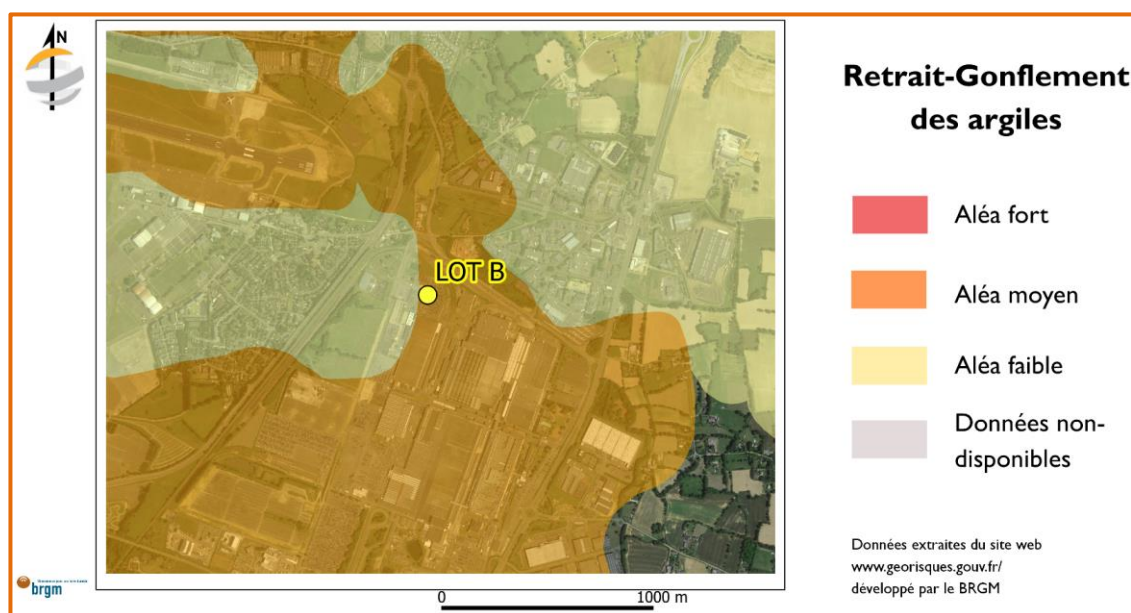 N
Retrait-Gonflement
des argiles
Aléa fort
LOT B
Aléa moyen
Aléa faible
Données non-
disponibles
Données extraites du site web
www.georisques.gouv.fr/
développé par le BRGM
brgm
0 1000 m